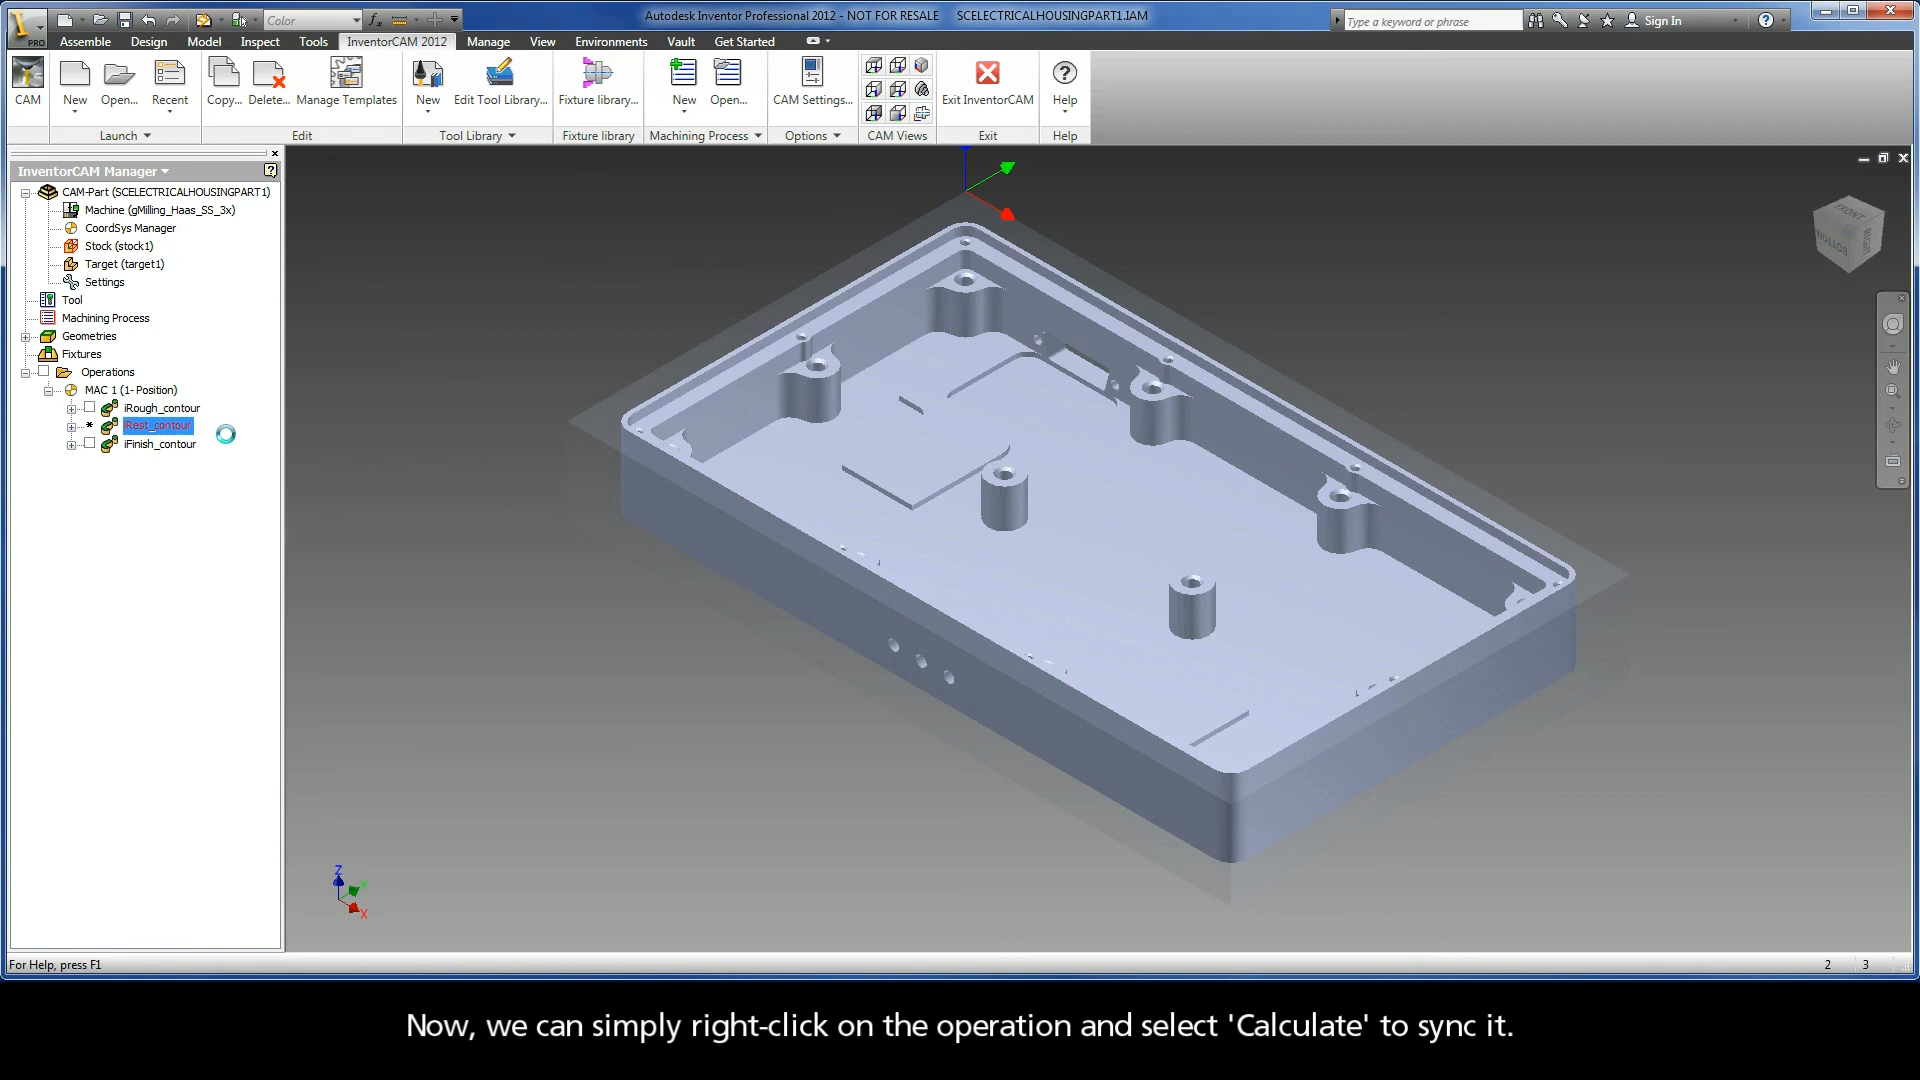 Autodesk Inventor Professional 2012 - NOT FOR RESALE SCELECTRICALHOUSINGPART1.IAM
Color
Type a keyword or phrase
Sign In
PRO
Assemble Design Model Inspect Tools InventorCAM 2012 Manage View Environments Vault Get Started
CAM New Open... Recent Copy... Delete... Manage Templates New Edit Tool Library... Fixture library... New Open... CAM Settings... Exit InventorCAM Help
Launch Edit Tool Library Fixture library Machining Process Options CAM Views Exit Help
InventorCAM Manager
CAM-Part (SCELECTRICALHOUSINGPART1)
Machine (gMilling_Haas_SS_3x)
CoordSys Manager
Stock (stock1)
Target (target1)
Settings
Tool
Machining Process
Geometries
Fixtures
Operations
MAC 1 (1- Position)
iRough_contour
iRest_contour
iFinish_contour
FRONT
BOTTOM
RIGHT
Z
Y
X
For Help, press F1
2 3
Now, we can simply right-click on the operation and select 'Calculate' to sync it.